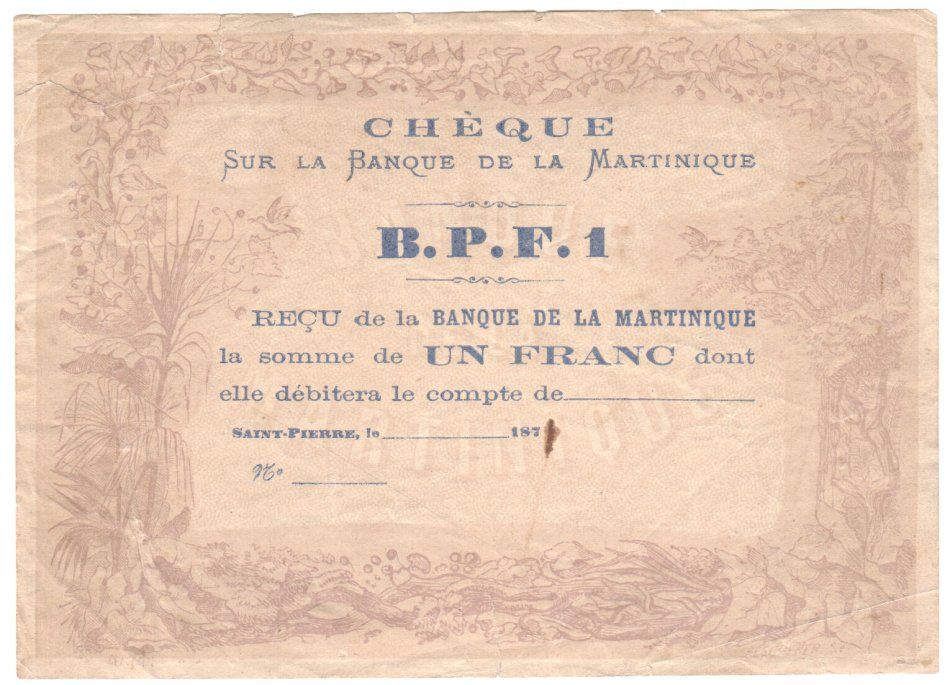 CHÈQUE
SUR LA BANQUE DE LA MARTINIQUE
B.P.F.1
REÇU de la BANQUE DE LA MARTINIQUE
la somme de UN FRANC dont
elle débitera le compte de
SAINT-PIERRE, le 187
No